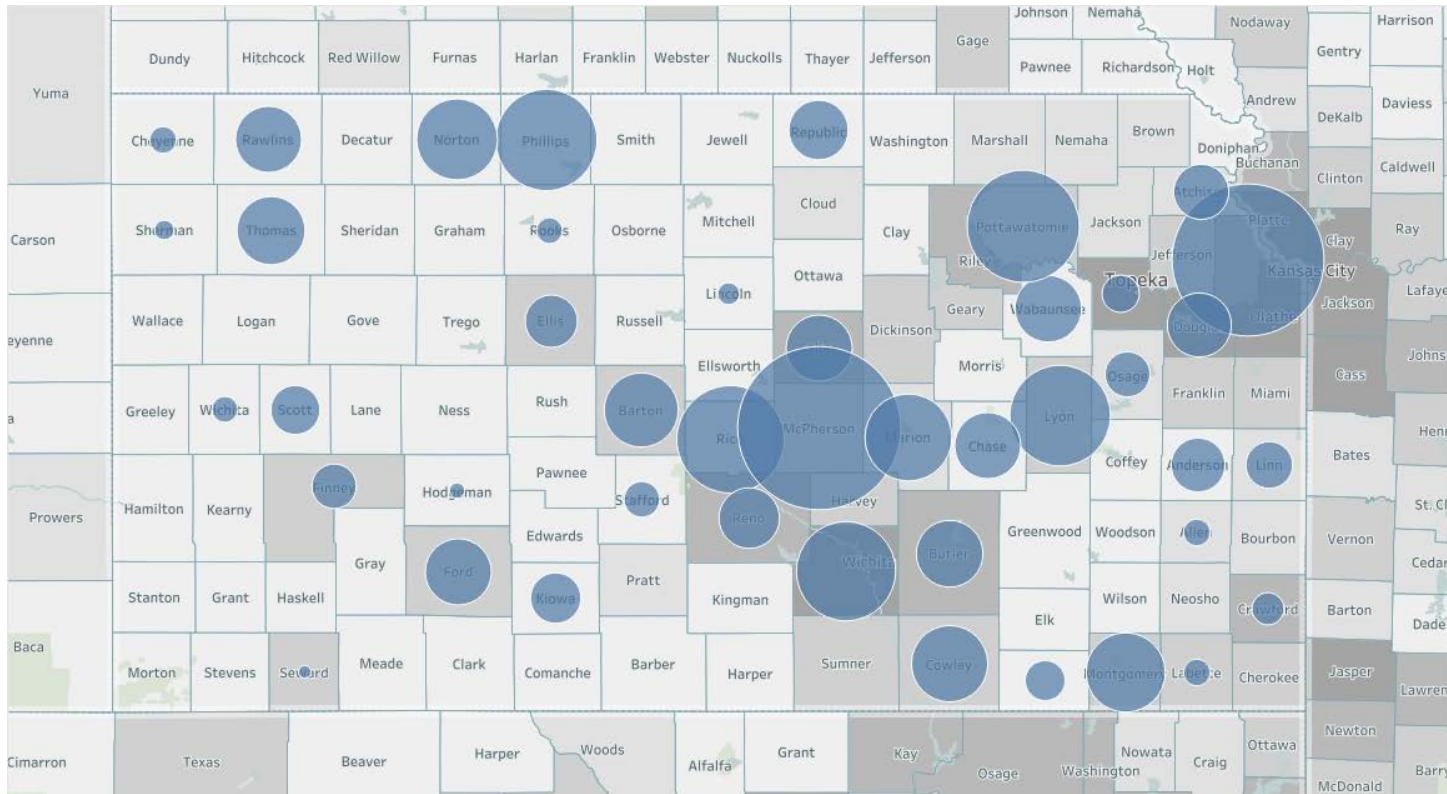 Johnson Nemaha
Nodaway Harrison
Gage Gentry
Dundy Hitchcock Red Willow Furnas Harlan Franklin Webster Nuckolls Thayer Jefferson Pawnee Richardson Holt
Yuma Andrew Daviess
DeKalb
Cheyenne Rawlins Decatur Norton Phillips Smith Jewell Republic Washington Marshall Nemaha Brown
Doniphan
Buchanan Caldwell
Clinton
Atchison
Cloud
Mitchell Platte
Carson Sherman Thomas Sheridan Graham Rooks Osborne Clay Pottawatomie Jackson Clay Ray
Jefferson
Riley
Ottawa Topeka Kansas City
Lincoln Lafaye
Wallace Logan Gove Trego Ellis Russell Geary Wabaunsee Jackson
eyenne Dickinson Olathe
Douglas
Johns
Ellsworth Morris
Osage Cass
Greeley Wichita Scott Lane Ness Rush Barton Franklin Miami
a McPherson Lyon
Ric Marion Chase Henr
Pawnee Coffey Anderson Linn Bates
Finney Hodgeman
Stafford Harvey
Prowers Hamilton Kearny Reno St. Cl
Edwards Greenwood Woodson Allen Bourbon Vernon
Gray Butler
Ford Wichita Cedar
Pratt
Stanton Grant Haskell Kiowa Kingman Wilson Neosho Crawford Barton
Elk Dade
Baca
Meade Clark Barber Sumner Cowley
Morton Stevens Seward Comanche Harper Montgomery Labette Cherokee Jasper
Lawren
Newton
Harper Woods Grant Kay Nowata Ottawa
Cimarron Texas Beaver Alfalfa Osage Washington Craig Barry
McDonald